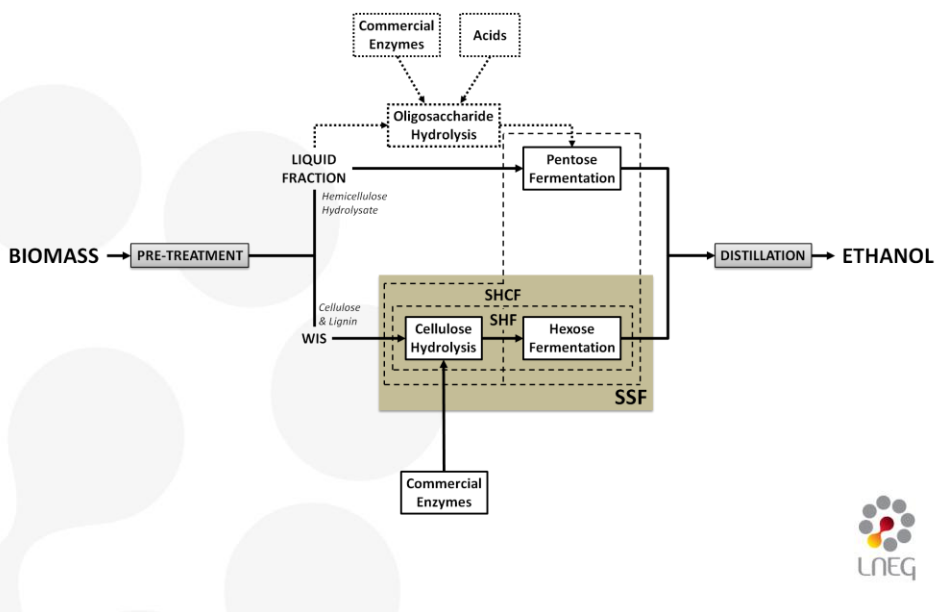 Commercial
Enzymes
Acids
Oligosaccharide
Hydrolysis
LIQUID
FRACTION
Pentose
Fermentation
Hemicellulose
Hydrolysate
BIOMASS
PRE-TREATMENT
DISTILLATION
ETHANOL
Cellulose
& Lignin
WIS
SHCF
SHF
Cellulose
Hydrolysis
Hexose
Fermentation
SSF
Commercial
Enzymes
LNEG